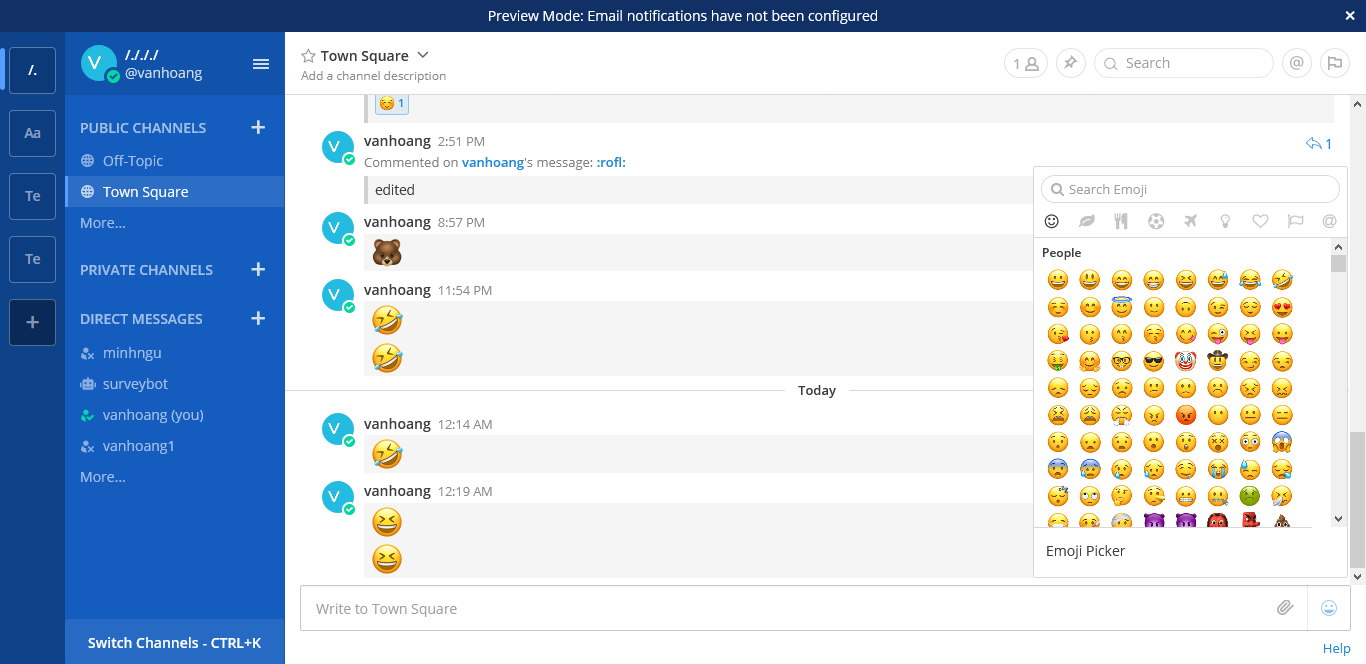 Preview Mode: Email notifications have not been configured
/.
Aa
Te
Te
V
/././/
@vanhoang
PUBLIC CHANNELS
Off-Topic
Town Square
More...
PRIVATE CHANNELS
DIRECT MESSAGES
minhngu
surveybot
vanhoang (you)
vanhoang1
More...
Switch Channels - CTRL+K
Town Square
Add a channel description
1
Search
@
1
V
vanhoang 2:51 PM
1
Commented on vanhoang's message: :rofl:
edited
V
vanhoang 8:57 PM
V
vanhoang 11:54 PM
Today
V
vanhoang 12:14 AM
V
vanhoang 12:19 AM
Search Emoji
@
People
Emoji Picker
Write to Town Square
Help